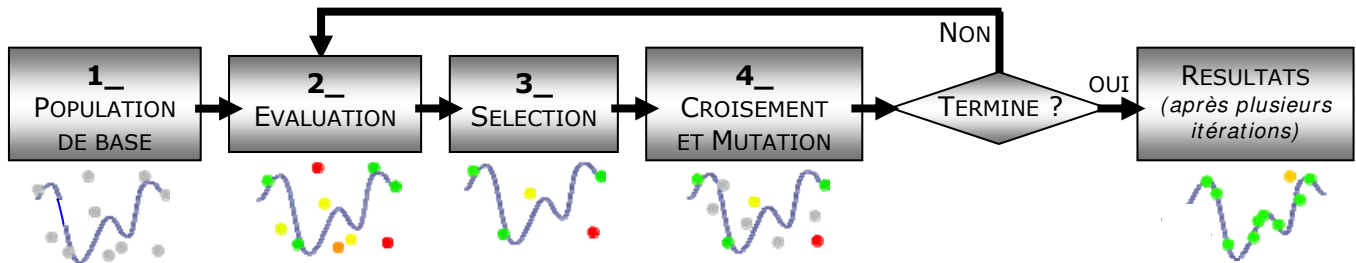 NON
1_
POPULATION
DE BASE
2_
EVALUATION
3_
SELECTION
4_
CROISEMENT
ET MUTATION
TERMINE ?
OUI
RESULTATS
(après plusieurs
itérations)